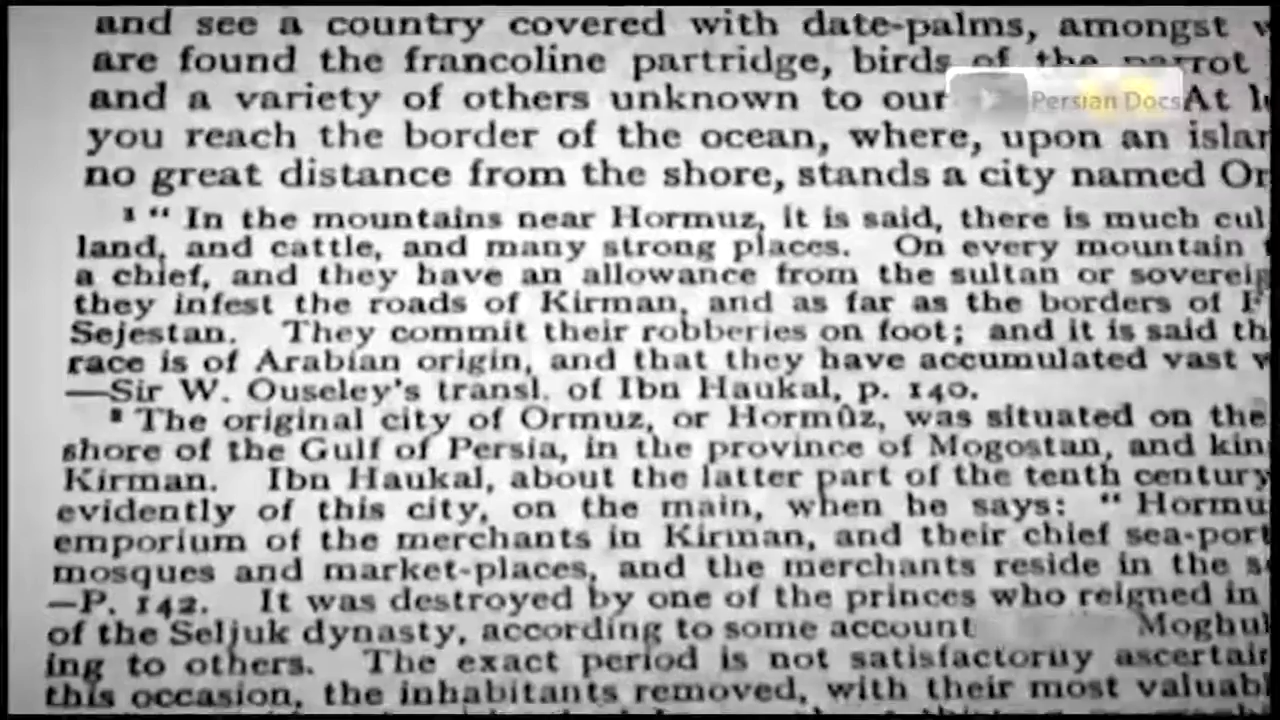 and see a country covered with date-palms, amongst
are found the francoline partridge, birds of the parrot
and a variety of others unknown to our At
you reach the border of the ocean, where, upon an islan
no great distance from the shore, stands a city named Or
Persian Docs
¹ " In the mountains near Hormuz, it is said, there is much cul
land, and cattle, and many strong places. On every mountain
a chief, and they have an allowance from the sultan or sovereig
they infest the roads of Kirman, and as far as the borders of F
Sejestan. They commit their robberies on foot; and it is said th
race is of Arabian origin, and that they have accumulated vast
—Sir W. Ouseley's transl. of Ibn Haukal, p. 140.
² The original city of Ormuz, or Hormûz, was situated on the
shore of the Gulf of Persia, in the province of Mogostan, and kin
Kirman. Ibn Haukal, about the latter part of the tenth century
evidently of this city, on the main, when he says: " Hormu
emporium of the merchants in Kirman, and their chief sea-port
mosques and market-places, and the merchants reside in the s
—P. 142. It was destroyed by one of the princes who reigned in
of the Seljuk dynasty, according to some account Moghul
ing to others. The exact period is not satisfactorily ascertain
this occasion, the inhabitants removed, with their most valuabl